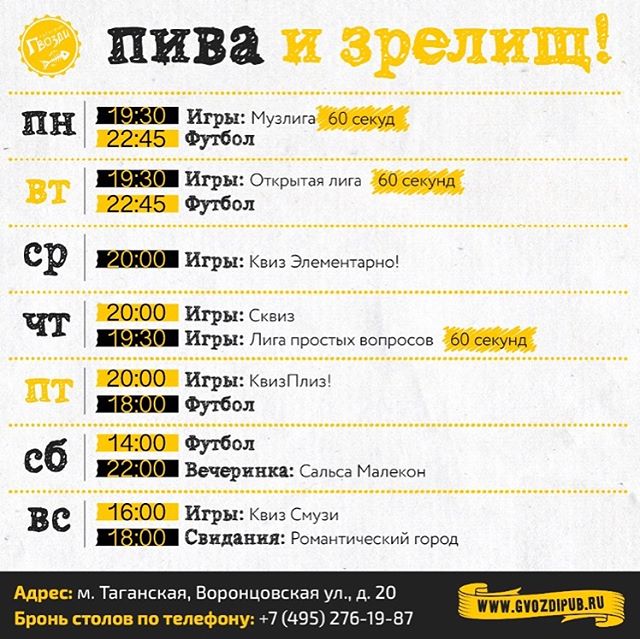 Гвозди
пива и зрелищ!
пн
19:30 Игры: Музлига 60 секуд
22:45 Футбол
вт
19:30 Игры: Открытая лига 60 секунд
22:45 Футбол
ср
20:00 Игры: Квиз Элементарно!
чт
20:00 Игры: Сквиз
19:30 Игры: Лига простых вопросов 60 секунд
пт
20:00 Игры: КвизПлиз!
18:00 Футбол
сб
14:00 Футбол
22:00 Вечеринка: Сальса Малекон
вс
16:00 Игры: Квиз Смузи
18:00 Свидания: Романтический город
Адрес: м. Таганская, Воронцовская ул., д. 20
Бронь столов по телефону: +7 (495) 276-19-87
WWW.GVOZDIPUB.RU